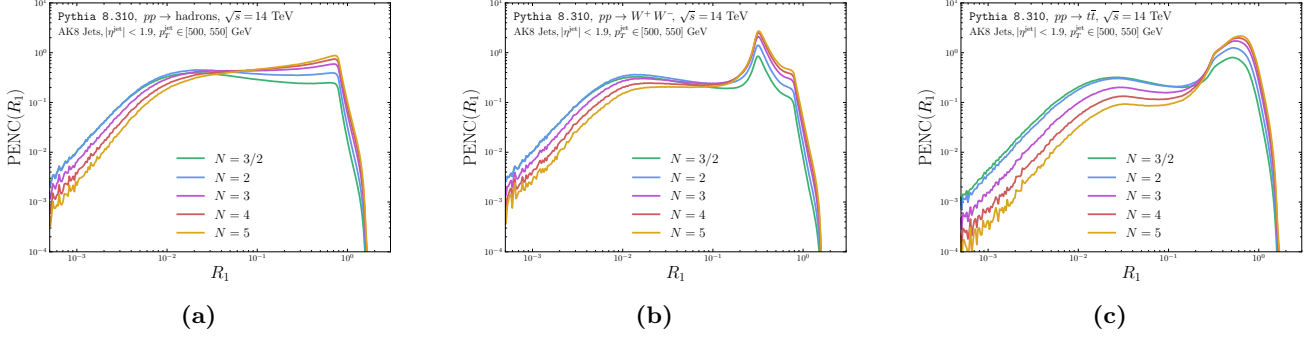 Pythia 8.310, pp → hadrons, √s = 14 TeV
AK8 Jets, |η^jet| < 1.9, p_T^jet ∈ [500, 550] GeV
10^1
10^0
10^-1
10^-2
10^-3
10^-4
PENC(R_1)
N = 3/2
N = 2
N = 3
N = 4
N = 5
10^-3 10^-2 10^-1 10^0
R_1
(a)
Pythia 8.310, pp → W^+ W^-, √s = 14 TeV
AK8 Jets, |η^jet| < 1.9, p_T^jet ∈ [500, 550] GeV
10^1
10^0
10^-1
10^-2
10^-3
10^-4
PENC(R_1)
N = 3/2
N = 2
N = 3
N = 4
N = 5
10^-3 10^-2 10^-1 10^0
R_1
(b)
Pythia 8.310, pp → tt̄, √s = 14 TeV
AK8 Jets, |η^jet| < 1.9, p_T^jet ∈ [500, 550] GeV
10^1
10^0
10^-1
10^-2
10^-3
10^-4
PENC(R_1)
N = 3/2
N = 2
N = 3
N = 4
N = 5
10^-3 10^-2 10^-1 10^0
R_1
(c)